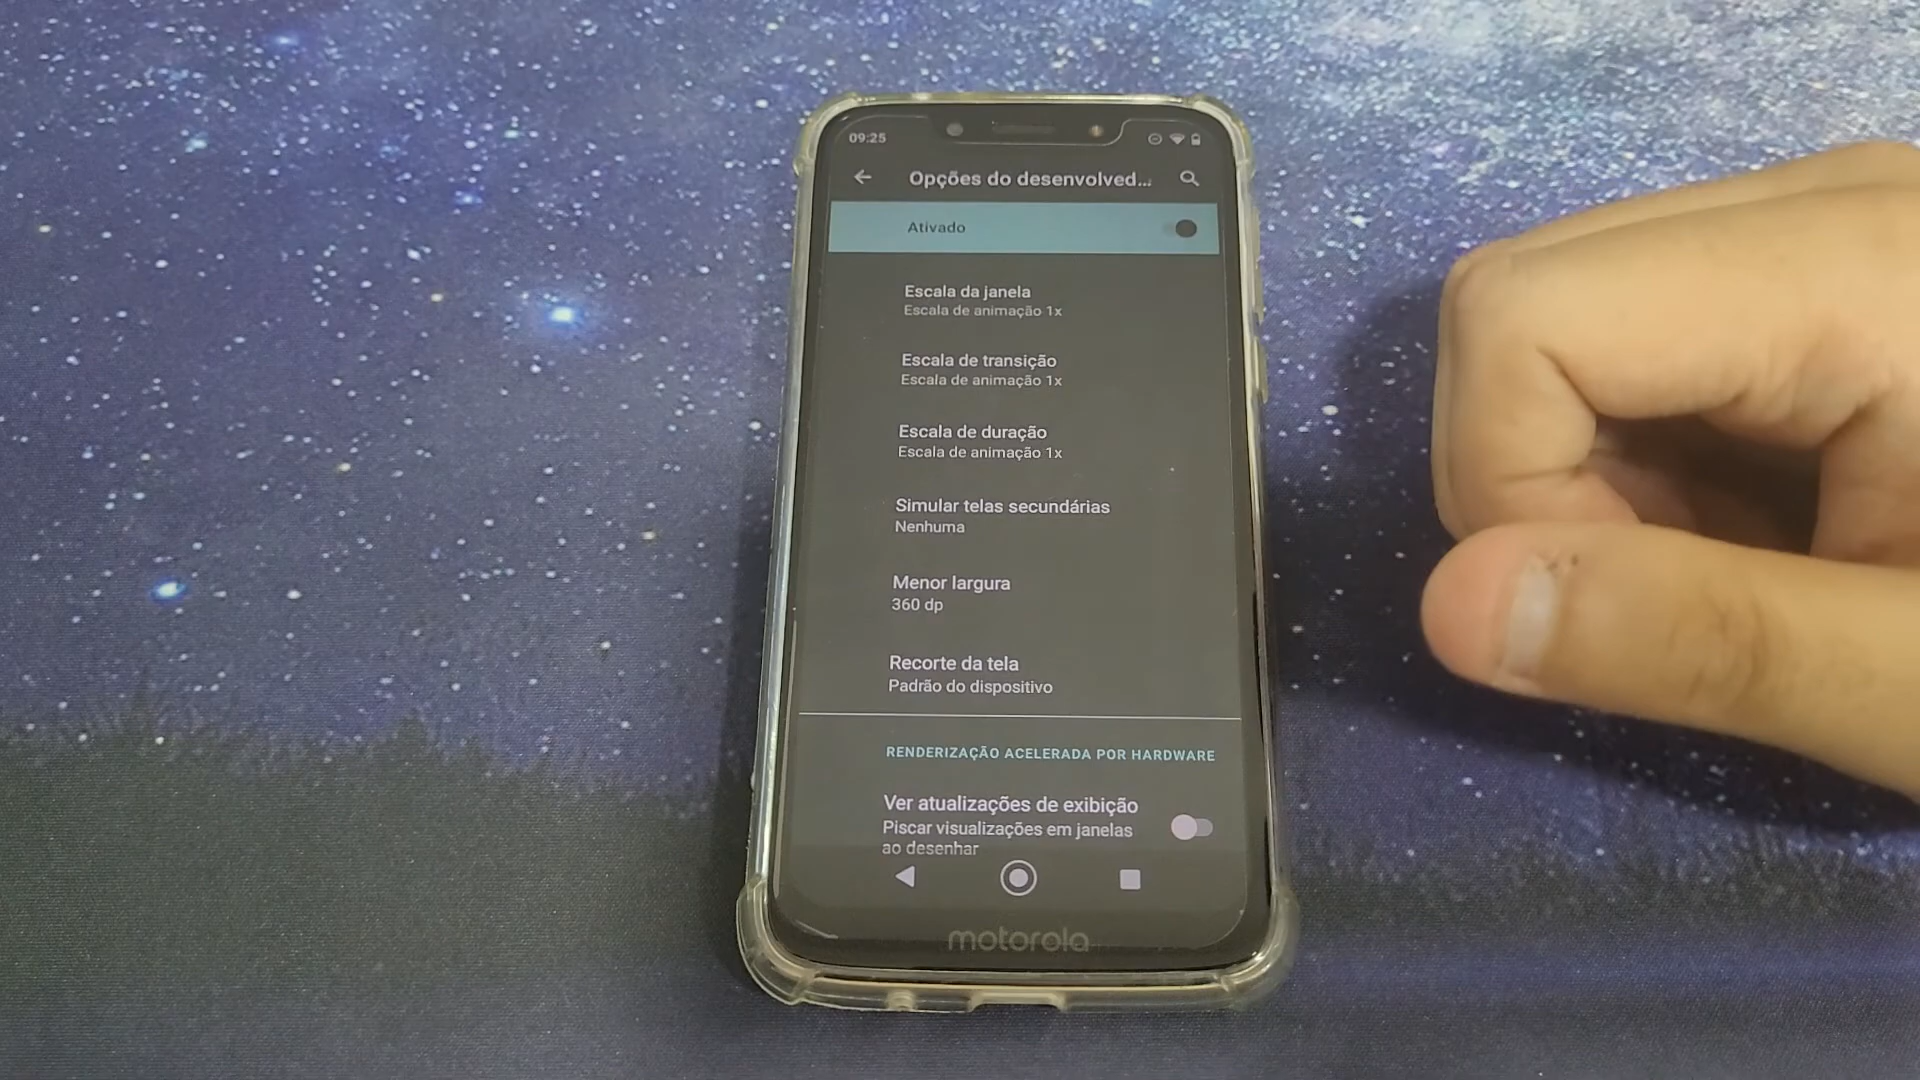 09:25
Opções do desenvolved...
Ativado
Escala da janela
Escala de animação 1x
Escala de transição
Escala de animação 1x
Escala de duração
Escala de animação 1x
Simular telas secundárias
Nenhuma
Menor largura
360 dp
Recorte da tela
Padrão do dispositivo
RENDERIZAÇÃO ACELERADA POR HARDWARE
Ver atualizações de exibição
Piscar visualizações em janelas
ao desenhar
motorola